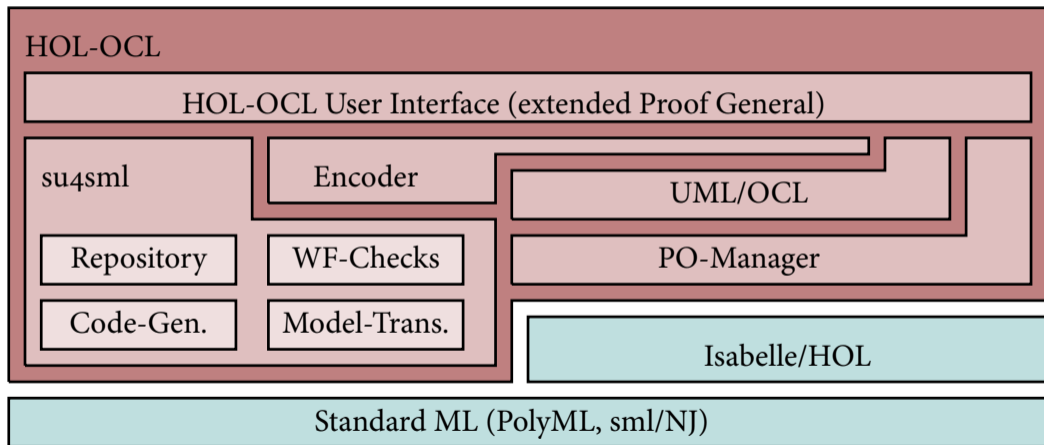 HOL-OCL
HOL-OCL User Interface (extended Proof General)
su4sml
Encoder
UML/OCL
Repository
WF-Checks
PO-Manager
Code-Gen.
Model-Trans.
Isabelle/HOL
Standard ML (PolyML, sml/NJ)